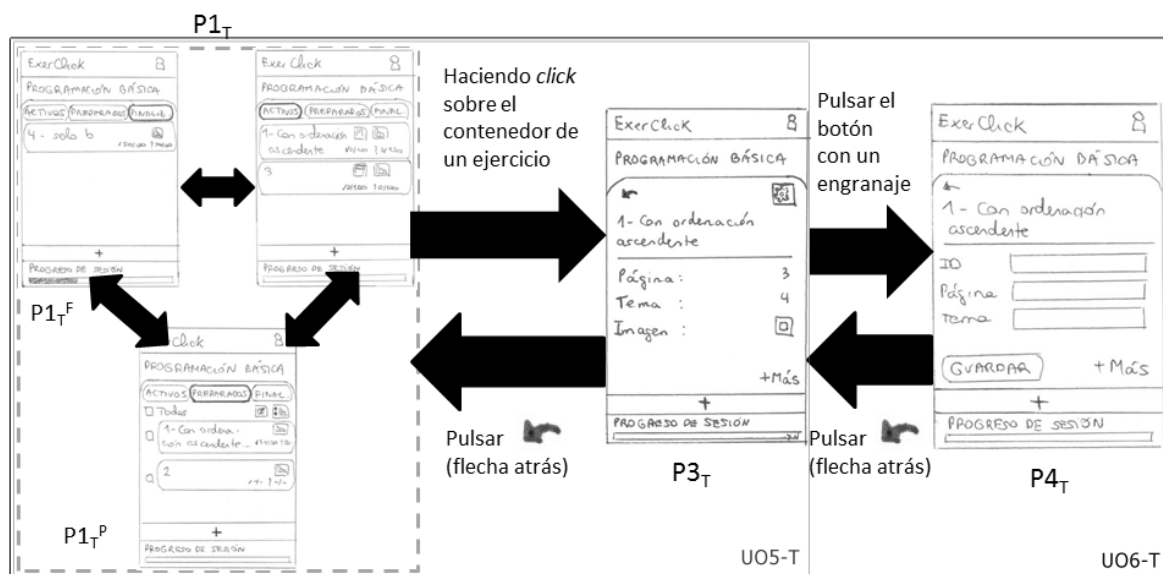 P1T
ExerClick
PROGRAMACIÓN BÁSICA
ACTIVOS PREPARADOS FINALIZ.
4 - solo b
+
PROGRESO DE SESIÓN
P1TF
ExerClick
PROGRAMACIÓN BÁSICA
ACTIVOS PREPARADOS FINAL.
1- Con ordenación
ascendente
3
+
PROGRESO DE SESIÓN
Click
PROGRAMACIÓN BÁSICA
ACTIVOS PREPARADOS FINAL.
Todos
1-Con ordena-
ción ascendente...
2
+
PROGRESO DE SESIÓN
P1TP
Haciendo click
sobre el
contenedor de
un ejercicio
Pulsar
(flecha atrás)
ExerClick
PROGRAMACIÓN BÁSICA
1- Con ordenación
ascendente
Página: 3
Tema : 4
Imagen :
+Más
+
PROGRESO DE SESIÓN
P3T
UO5-T
Pulsar el
botón
con un
engranaje
Pulsar
(flecha atrás)
ExerClick
PROGRAMACIÓN BÁSICA
1- Con ordenación
ascendente
ID
Página
Tema
GUARDAR +Más
+
PROGRESO DE SESIÓN
P4T
UO6-T